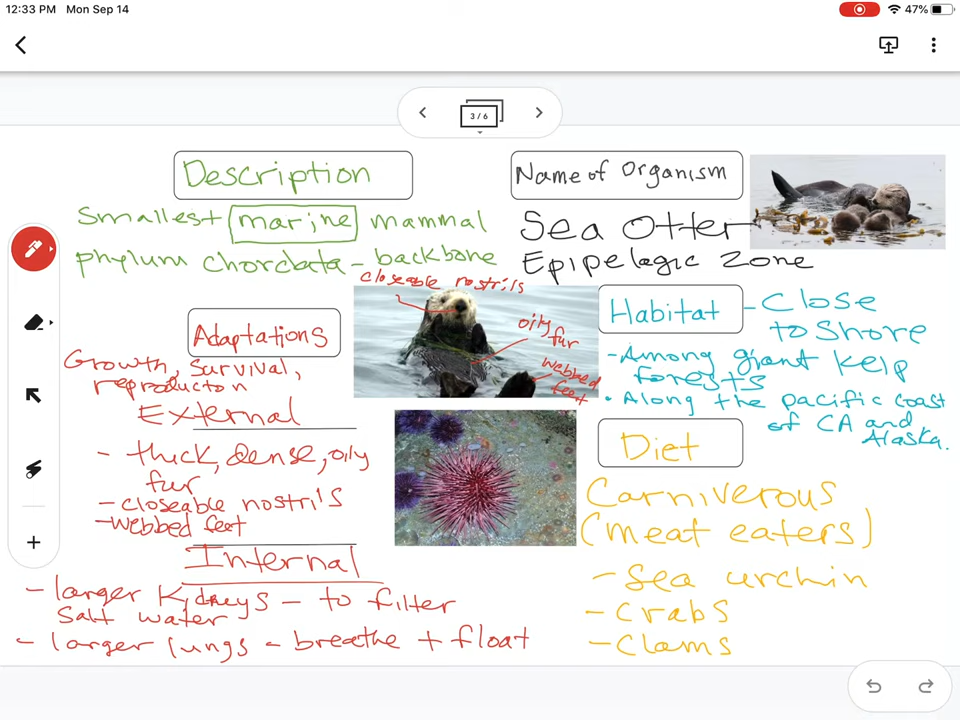 12:33 PM Mon Sep 14
47%
3 / 6
Description
Smallest marine mammal
phylum chordata - backbone
Name of Organism
Sea Otter
Epipelagic Zone
closeable nostrils
oily fur
webbed feet
Adaptations
Growth, survival,
reproducton
External
- thick, dense, oily
fur
- closeable nostrils
- webbed feet
Internal
- larger Kidneys - to filter
salt water
- larger lungs - breathe + float
Habitat - Close
to Shore
- Among giant Kelp
forests
• Along the pacific coast
of CA and
Alaska.
Diet
Carniverous
(meat eaters)
- Sea urchin
- Crabs
- Clams